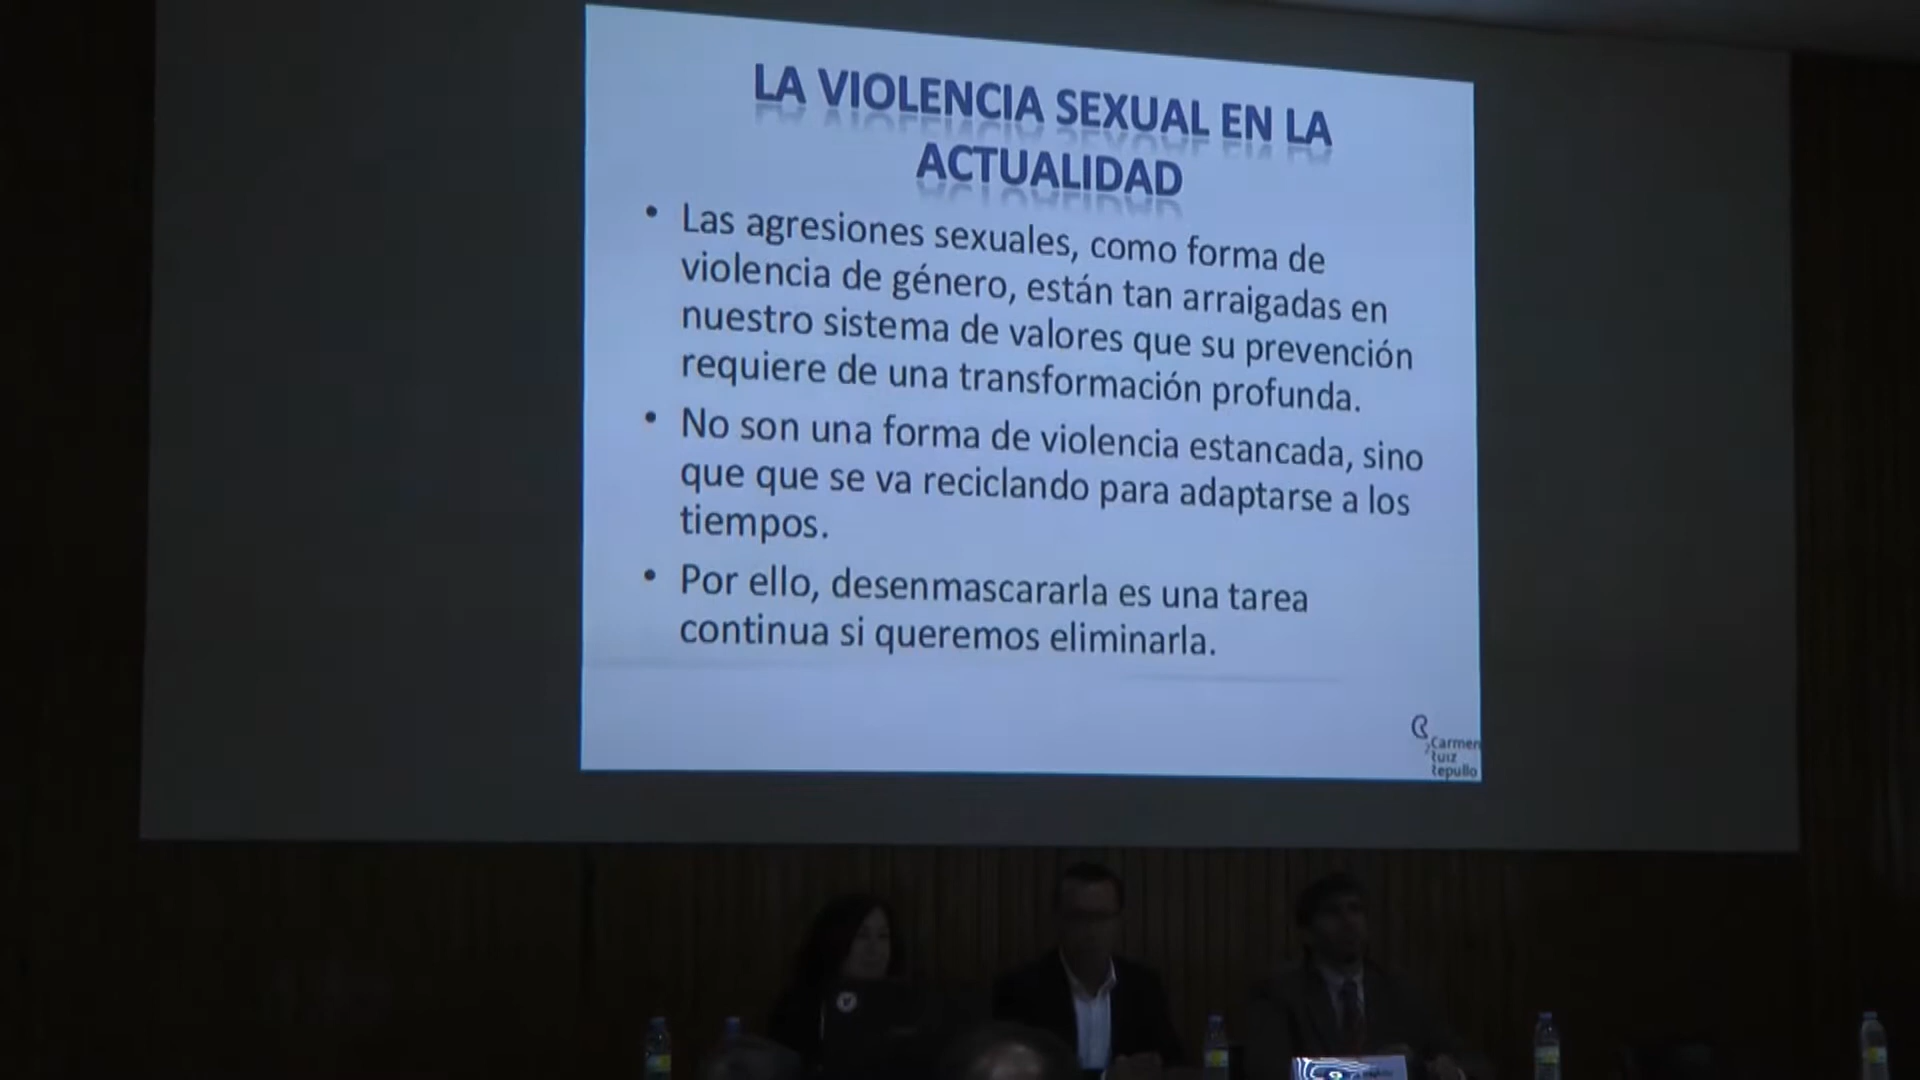 LA VIOLENCIA SEXUAL EN LA
ACTUALIDAD
• Las agresiones sexuales, como forma de
violencia de género, están tan arraigadas en
nuestro sistema de valores que su prevención
requiere de una transformación profunda.
• No son una forma de violencia estancada, sino
que que se va reciclando para adaptarse a los
tiempos.
• Por ello, desenmascararla es una tarea
continua si queremos eliminarla.
Carmen
Ruiz
Repullo